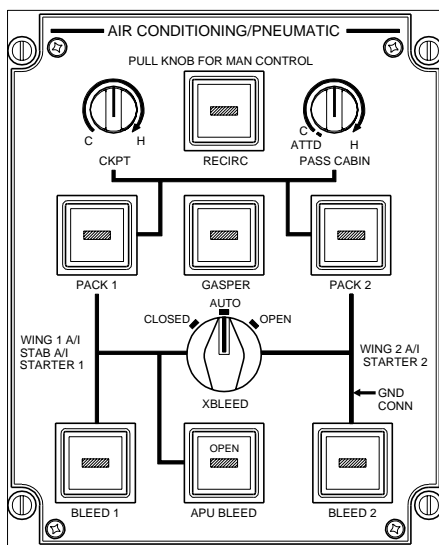 AIR CONDITIONING/PNEUMATIC
PULL KNOB FOR MAN CONTROL
C
H
CKPT
RECIRC
C
ATTD
H
PASS CABIN
PACK 1
GASPER
PACK 2
AUTO
CLOSED
OPEN
WING 1 A/I
STAB A/I
STARTER 1
WING 2 A/I
STARTER 2
XBLEED
GND
CONN
OPEN
BLEED 1
APU BLEED
BLEED 2